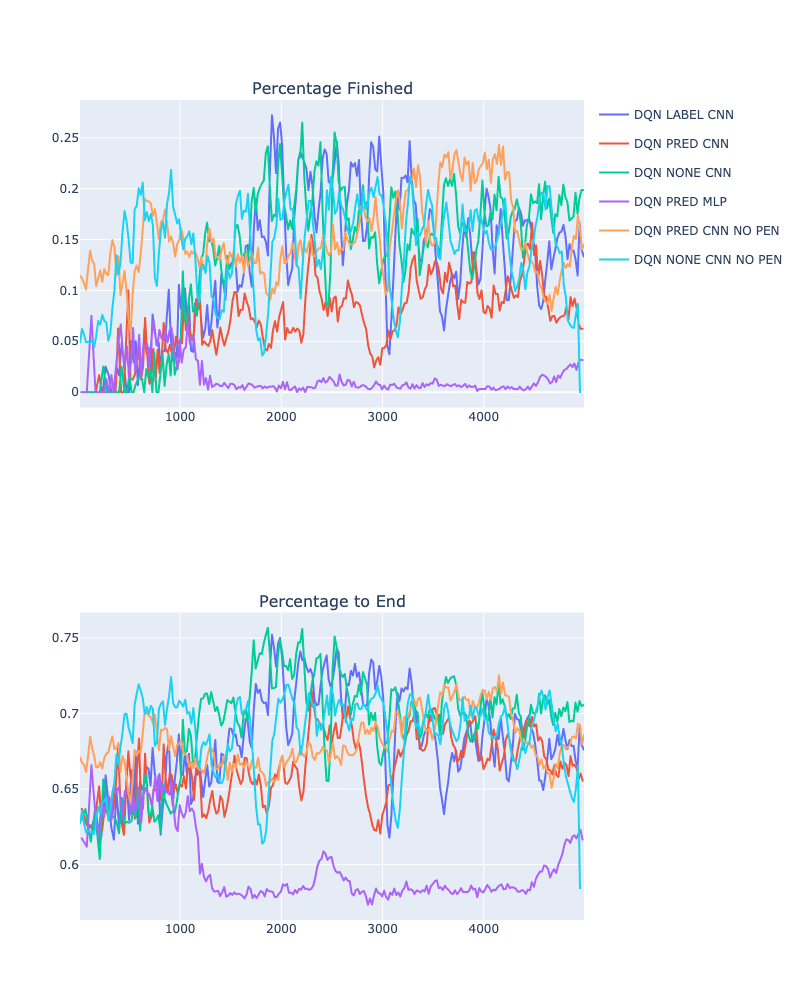 Percentage Finished
DQN LABEL CNN
DQN PRED CNN
DQN NONE CNN
DQN PRED MLP
DQN PRED CNN NO PEN
DQN NONE CNN NO PEN
0.25
0.2
0.15
0.1
0.05
0
1000 2000 3000 4000
Percentage to End
0.75
0.7
0.65
0.6
1000 2000 3000 4000